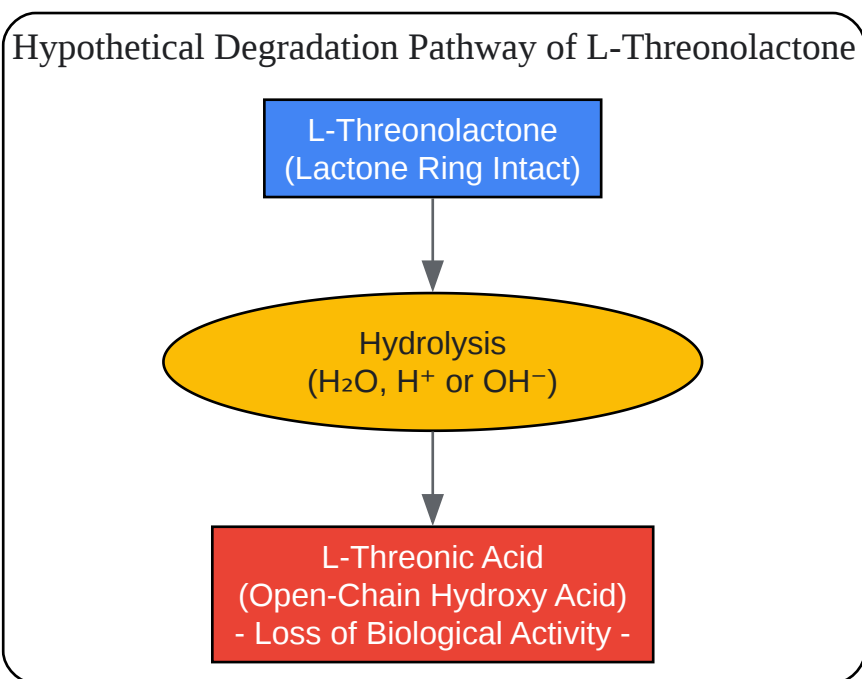 Hypothetical Degradation Pathway of L-Threonolactone
L-Threonolactone
(Lactone Ring Intact)
Hydrolysis
(H₂O, H⁺ or OH⁻)
L-Threonic Acid
(Open-Chain Hydroxy Acid)
- Loss of Biological Activity -